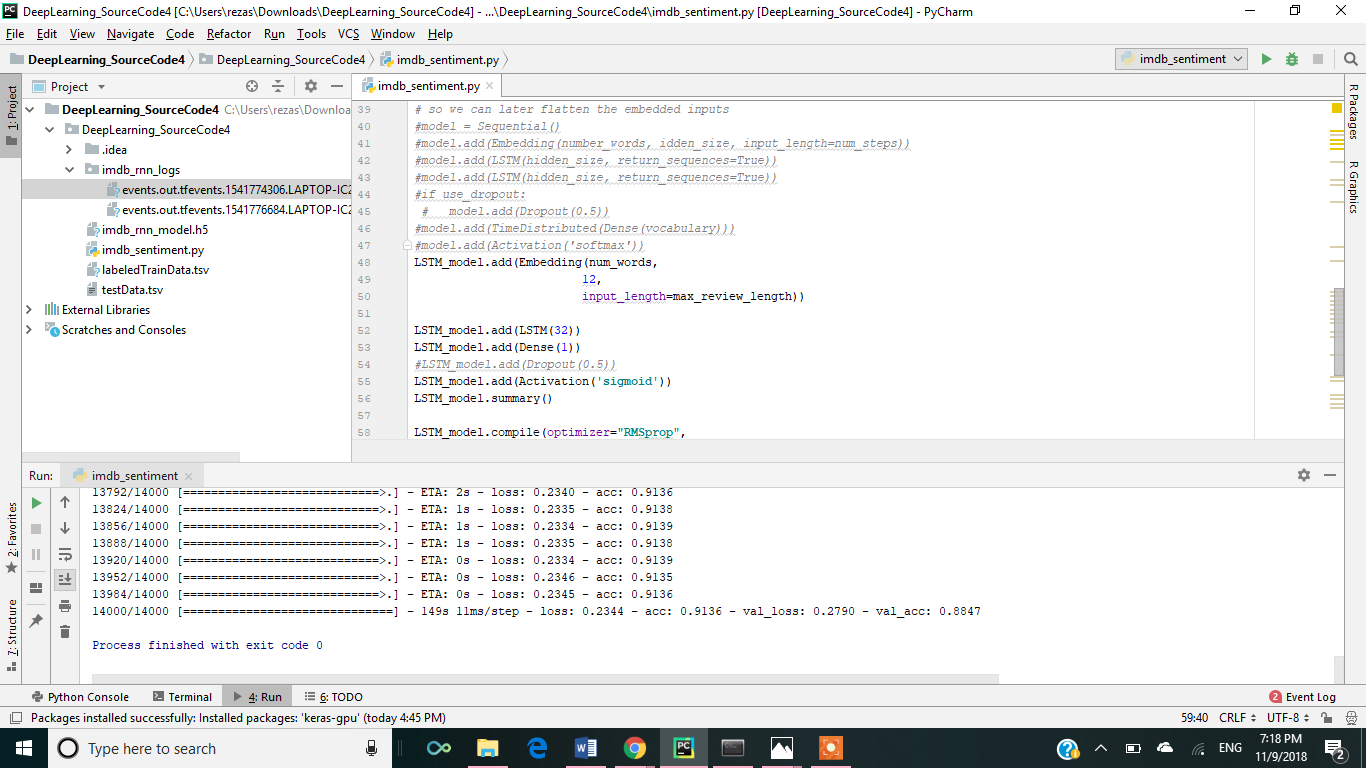 DeepLearning_SourceCode4 [C:\Users\rezas\Downloads\DeepLearning_SourceCode4] - ...\DeepLearning_SourceCode4\imdb_sentiment.py [DeepLearning_SourceCode4] - PyCharm
File Edit View Navigate Code Refactor Run Tools VCS Window Help
DeepLearning_SourceCode4 DeepLearning_SourceCode4 imdb_sentiment.py imdb_sentiment
1: Project
Project
imdb_sentiment.py
DeepLearning_SourceCode4 C:\Users\rezas\Downloa
DeepLearning_SourceCode4
.idea
imdb_rnn_logs
events.out.tfevents.1541774306.LAPTOP-IC2
events.out.tfevents.1541776684.LAPTOP-IC2
imdb_rnn_model.h5
imdb_sentiment.py
labeledTrainData.tsv
testData.tsv
External Libraries
Scratches and Consoles
39 # so we can later flatten the embedded inputs
40 #model = Sequential()
41 #model.add(Embedding(number_words, idden_size, input_length=num_steps))
42 #model.add(LSTM(hidden_size, return_sequences=True))
43 #model.add(LSTM(hidden_size, return_sequences=True))
44 #if use_dropout:
45 # model.add(Dropout(0.5))
46 #model.add(TimeDistributed(Dense(vocabulary)))
47 #model.add(Activation('softmax'))
48 LSTM_model.add(Embedding(num_words,
49 12,
50 input_length=max_review_length))
51
52 LSTM_model.add(LSTM(32))
53 LSTM_model.add(Dense(1))
54 #LSTM_model.add(Dropout(0.5))
55 LSTM_model.add(Activation('sigmoid'))
56 LSTM_model.summary()
57
58 LSTM_model.compile(optimizer="RMSprop",
R Packages
R Graphics
Run: imdb_sentiment
2: Favorites
7: Structure
13792/14000 [=============================>.] - ETA: 2s - loss: 0.2340 - acc: 0.9136
13824/14000 [=============================>.] - ETA: 1s - loss: 0.2335 - acc: 0.9138
13856/14000 [=============================>.] - ETA: 1s - loss: 0.2334 - acc: 0.9139
13888/14000 [=============================>.] - ETA: 1s - loss: 0.2335 - acc: 0.9138
13920/14000 [=============================>.] - ETA: 0s - loss: 0.2334 - acc: 0.9139
13952/14000 [=============================>.] - ETA: 0s - loss: 0.2346 - acc: 0.9135
13984/14000 [=============================>.] - ETA: 0s - loss: 0.2345 - acc: 0.9136
14000/14000 [==============================] - 149s 11ms/step - loss: 0.2344 - acc: 0.9136 - val_loss: 0.2790 - val_acc: 0.8847
Process finished with exit code 0
Python Console Terminal 4: Run 6: TODO 2 Event Log
Packages installed successfully: Installed packages: 'keras-gpu' (today 4:45 PM) 59:40 CRLF UTF-8
Type here to search
ENG
7:18 PM
11/9/2018
2